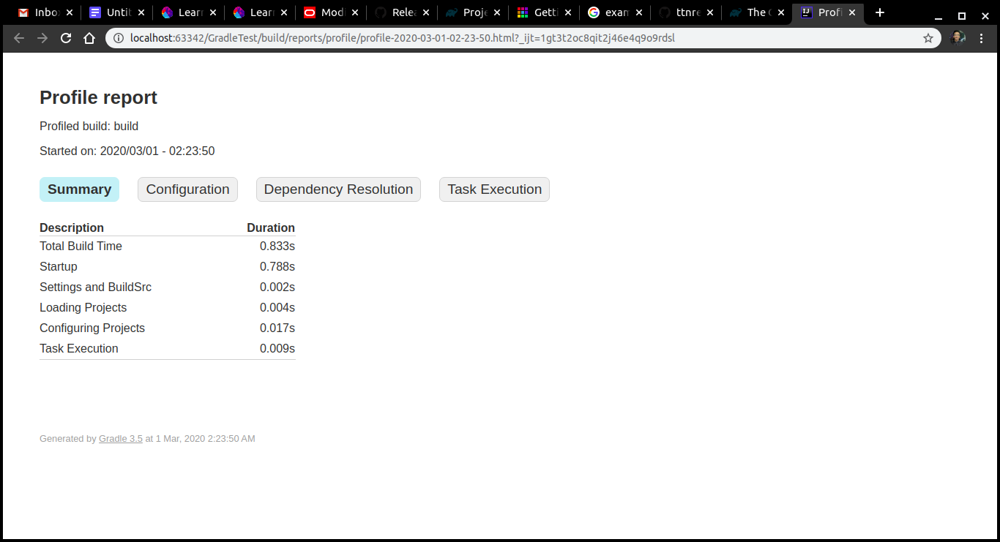 Inbo Untit Learn Learn Modi Relea Proje Getti exan ttnre The Profi
localhost:63342/GradleTest/build/reports/profile/profile-2020-03-01-02-23-50.html?_ijt=1gt3t2oc8qit2j46e4q9o9rdsl
Profile report
Profiled build: build
Started on: 2020/03/01 - 02:23:50
Summary Configuration Dependency Resolution Task Execution
Description Duration
Total Build Time 0.833s
Startup 0.788s
Settings and BuildSrc 0.002s
Loading Projects 0.004s
Configuring Projects 0.017s
Task Execution 0.009s
Generated by Gradle 3.5 at 1 Mar, 2020 2:23:50 AM